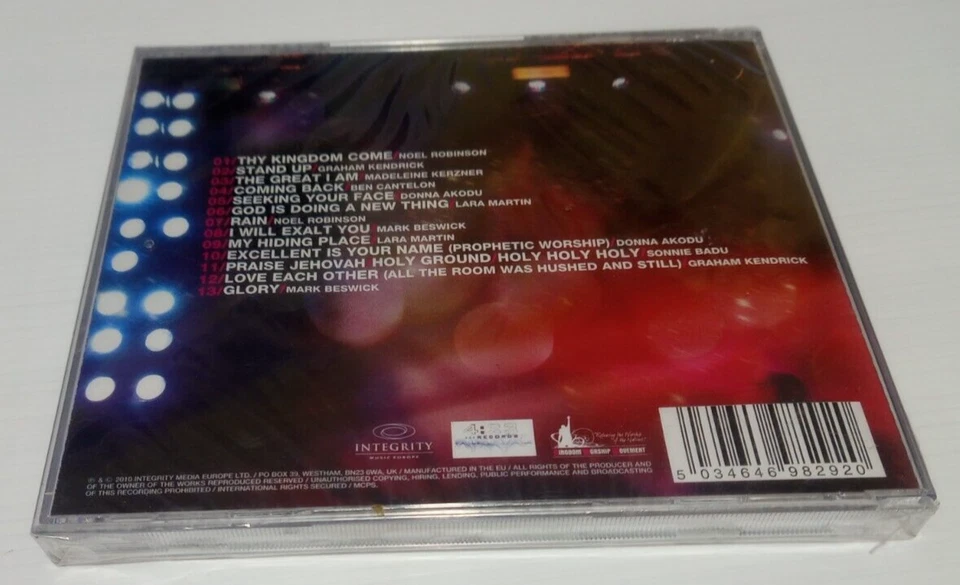 01/THY KINGDOM COME/NOEL ROBINSON
02/STAND UP/GRAHAM KENDRICK
03/THE GREAT I AM/MADELEINE KERZNER
04/COMING BACK/BEN CANTELON
05/SEEKING YOUR FACE/DONNA AKODU
06/GOD IS DOING A NEW THING/LARA MARTIN
07/RAIN/NOEL ROBINSON
08/I WILL EXALT YOU/MARK BESWICK
09/MY HIDING PLACE/LARA MARTIN
10/EXCELLENT IS YOUR NAME (PROPHETIC WORSHIP)/DONNA AKODU
11/PRAISE JEHOVAH/HOLY GROUND/HOLY HOLY HOLY/SONNIE BADU
12/LOVE EACH OTHER (ALL THE ROOM WAS HUSHED AND STILL)/GRAHAM KENDRICK
13/GLORY/MARK BESWICK
INTEGRITY
MUSIC EUROPE
4:23
RECORDS
KINGDOM WORSHIP MOVEMENT
5 034646 982920
℗ & © 2010 INTEGRITY MEDIA EUROPE LTD. / PO BOX 39, WESTHAM, BN23 6WA, UK / MANUFACTURED IN THE EU / ALL RIGHTS OF THE PRODUCER AND
OF THE OWNER OF THE WORKS REPRODUCED RESERVED / UNAUTHORISED COPYING, HIRING, LENDING, PUBLIC PERFORMANCE AND BROADCASTING
OF THIS RECORDING PROHIBITED / INTERNATIONAL RIGHTS SECURED / MCPS.